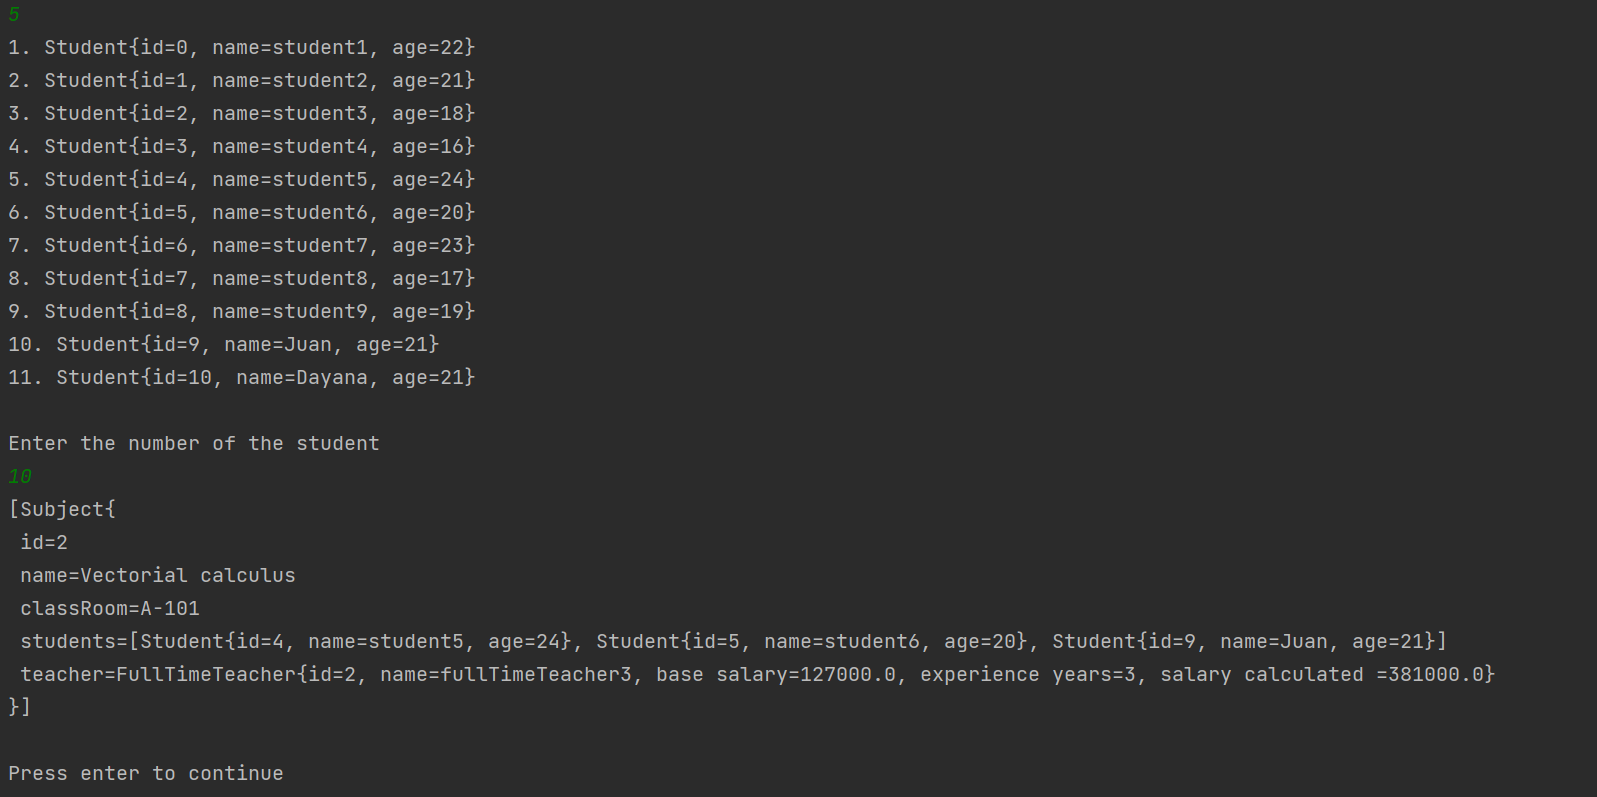 5
1. Student{id=0, name=student1, age=22}
2. Student{id=1, name=student2, age=21}
3. Student{id=2, name=student3, age=18}
4. Student{id=3, name=student4, age=16}
5. Student{id=4, name=student5, age=24}
6. Student{id=5, name=student6, age=20}
7. Student{id=6, name=student7, age=23}
8. Student{id=7, name=student8, age=17}
9. Student{id=8, name=student9, age=19}
10. Student{id=9, name=Juan, age=21}
11. Student{id=10, name=Dayana, age=21}
Enter the number of the student
10
[Subject{
id=2
name=Vectorial calculus
classRoom=A-101
students=[Student{id=4, name=student5, age=24}, Student{id=5, name=student6, age=20}, Student{id=9, name=Juan, age=21}]
teacher=FullTimeTeacher{id=2, name=fullTimeTeacher3, base salary=127000.0, experience years=3, salary calculated =381000.0}
}]
Press enter to continue